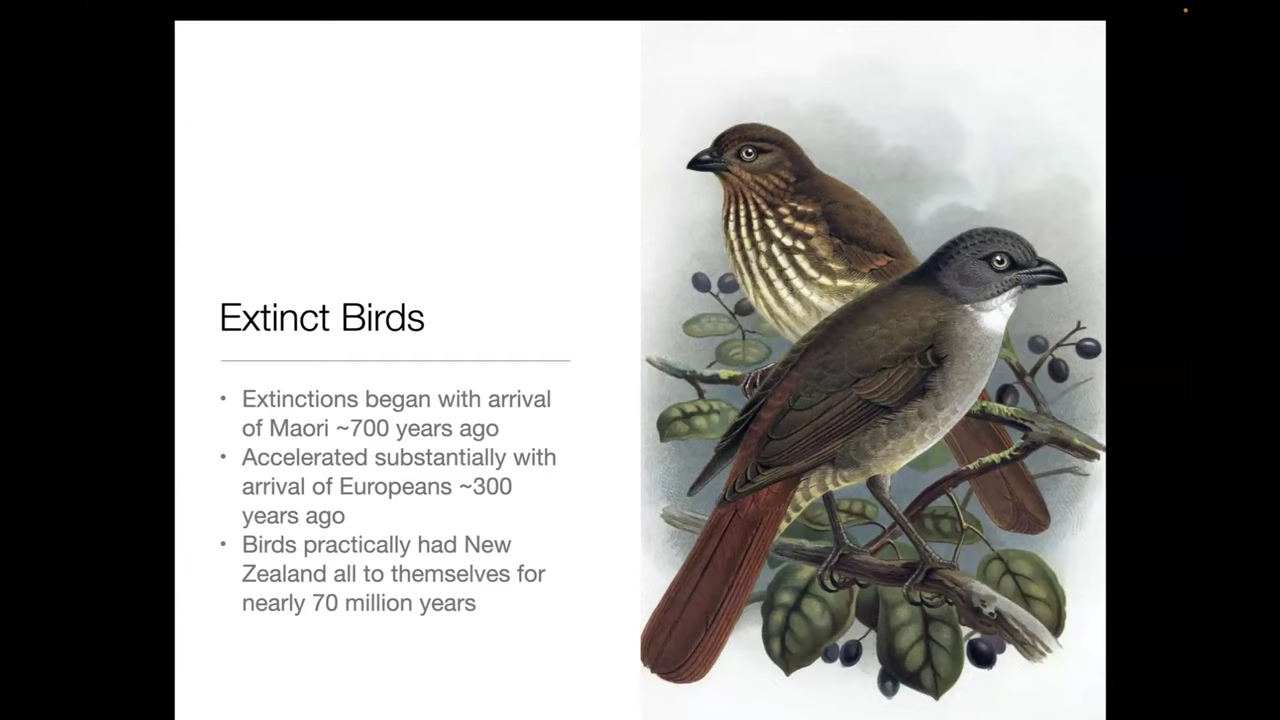 Extinct Birds
• Extinctions began with arrival
of Maori ~700 years ago
• Accelerated substantially with
arrival of Europeans ~300
years ago
• Birds practically had New
Zealand all to themselves for
nearly 70 million years